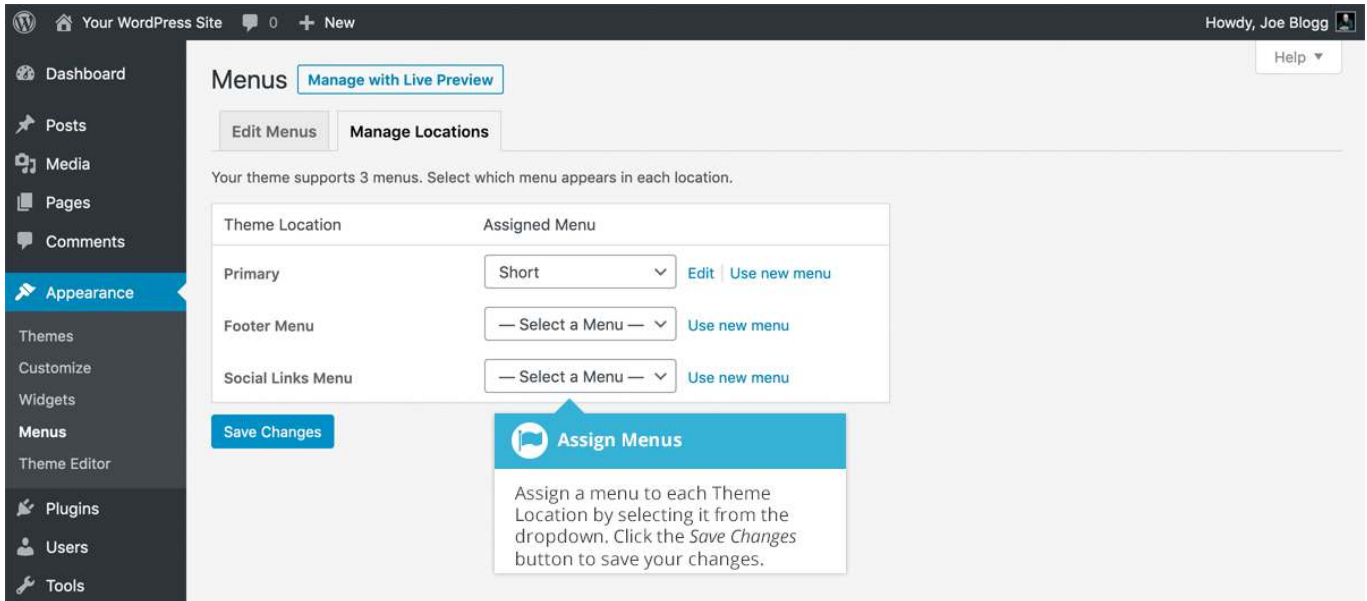 Your WordPress Site 0 + New Howdy, Joe Blogg
Help ▼
Dashboard
Posts
Media
Pages
Comments
Appearance
Themes
Customize
Widgets
Menus
Theme Editor
Plugins
Users
Tools
Menus Manage with Live Preview
Edit Menus Manage Locations
Your theme supports 3 menus. Select which menu appears in each location.
Theme Location Assigned Menu
Primary Short Edit | Use new menu
Footer Menu — Select a Menu — Use new menu
Social Links Menu — Select a Menu — Use new menu
Save Changes
Assign Menus
Assign a menu to each Theme
Location by selecting it from the
dropdown. Click the Save Changes
button to save your changes.